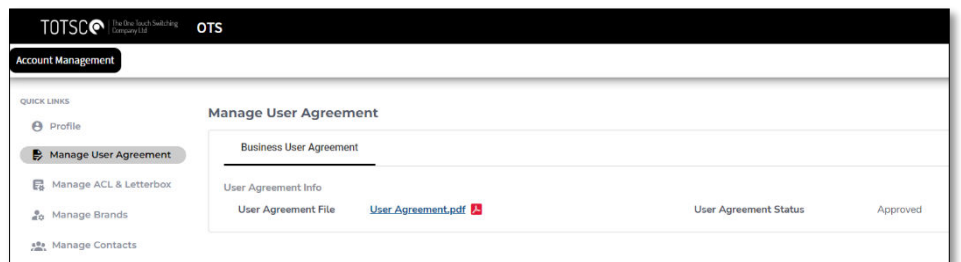 TOTSCO The One Touch Switching Company Ltd OTS
Account Management
QUICK LINKS
Profile
Manage User Agreement
Manage ACL & Letterbox
Manage Brands
Manage Contacts
Manage User Agreement
Business User Agreement
User Agreement Info
User Agreement File User Agreement.pdf User Agreement Status Approved